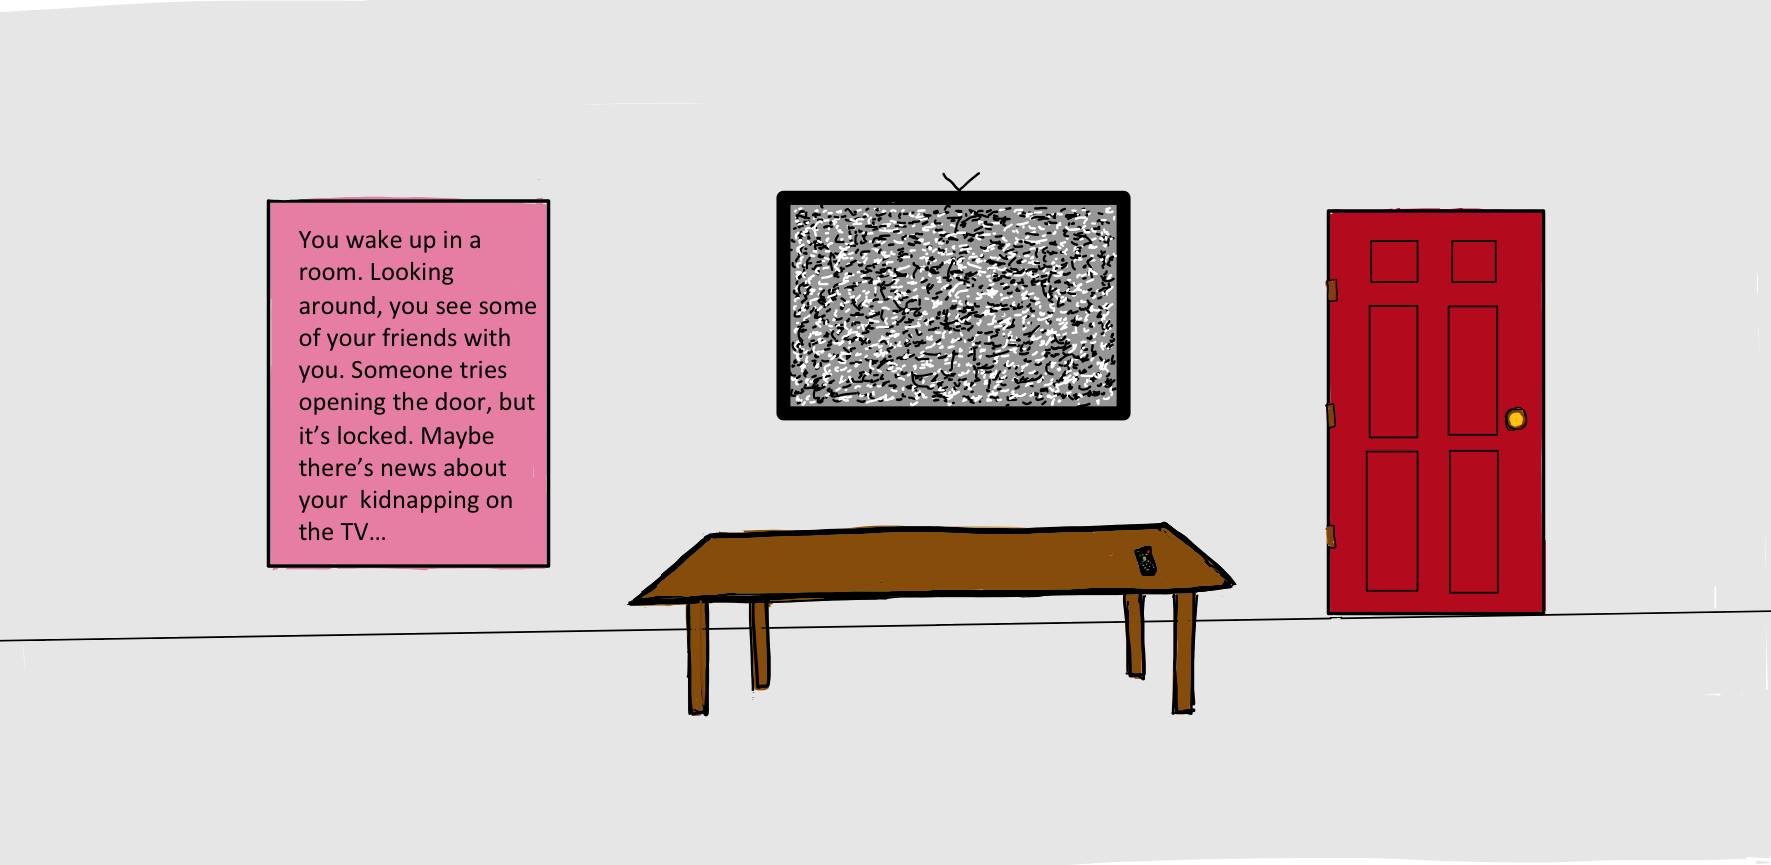 You wake up in a
room. Looking
around, you see some
of your friends with
you. Someone tries
opening the door, but
it’s locked. Maybe
there’s news about
your  kidnapping on
the TV…